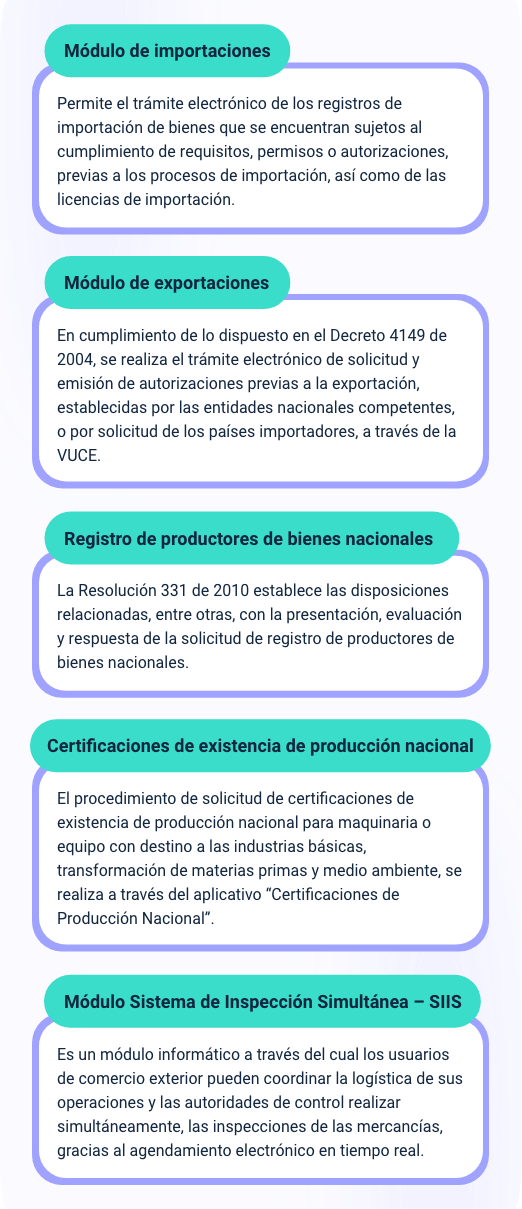 Módulo de importaciones
Permite el trámite electrónico de los registros de
importación de bienes que se encuentran sujetos al
cumplimiento de requisitos, permisos o autorizaciones,
previas a los procesos de importación, así como de las
licencias de importación.
Módulo de exportaciones
En cumplimiento de lo dispuesto en el Decreto 4149 de
2004, se realiza el trámite electrónico de solicitud y
emisión de autorizaciones previas a la exportación,
establecidas por las entidades nacionales competentes,
o por solicitud de los países importadores, a través de la
VUCE.
Registro de productores de bienes nacionales
La Resolución 331 de 2010 establece las disposiciones
relacionadas, entre otras, con la presentación, evaluación
y respuesta de la solicitud de registro de productores de
bienes nacionales.
Certificaciones de existencia de producción nacional
El procedimiento de solicitud de certificaciones de
existencia de producción nacional para maquinaria o
equipo con destino a las industrias básicas,
transformación de materias primas y medio ambiente, se
realiza a través del aplicativo “Certificaciones de
Producción Nacional”.
Módulo Sistema de Inspección Simultánea – SIIS
Es un módulo informático a través del cual los usuarios
de comercio exterior pueden coordinar la logística de sus
operaciones y las autoridades de control realizar
simultáneamente, las inspecciones de las mercancías,
gracias al agendamiento electrónico en tiempo real.